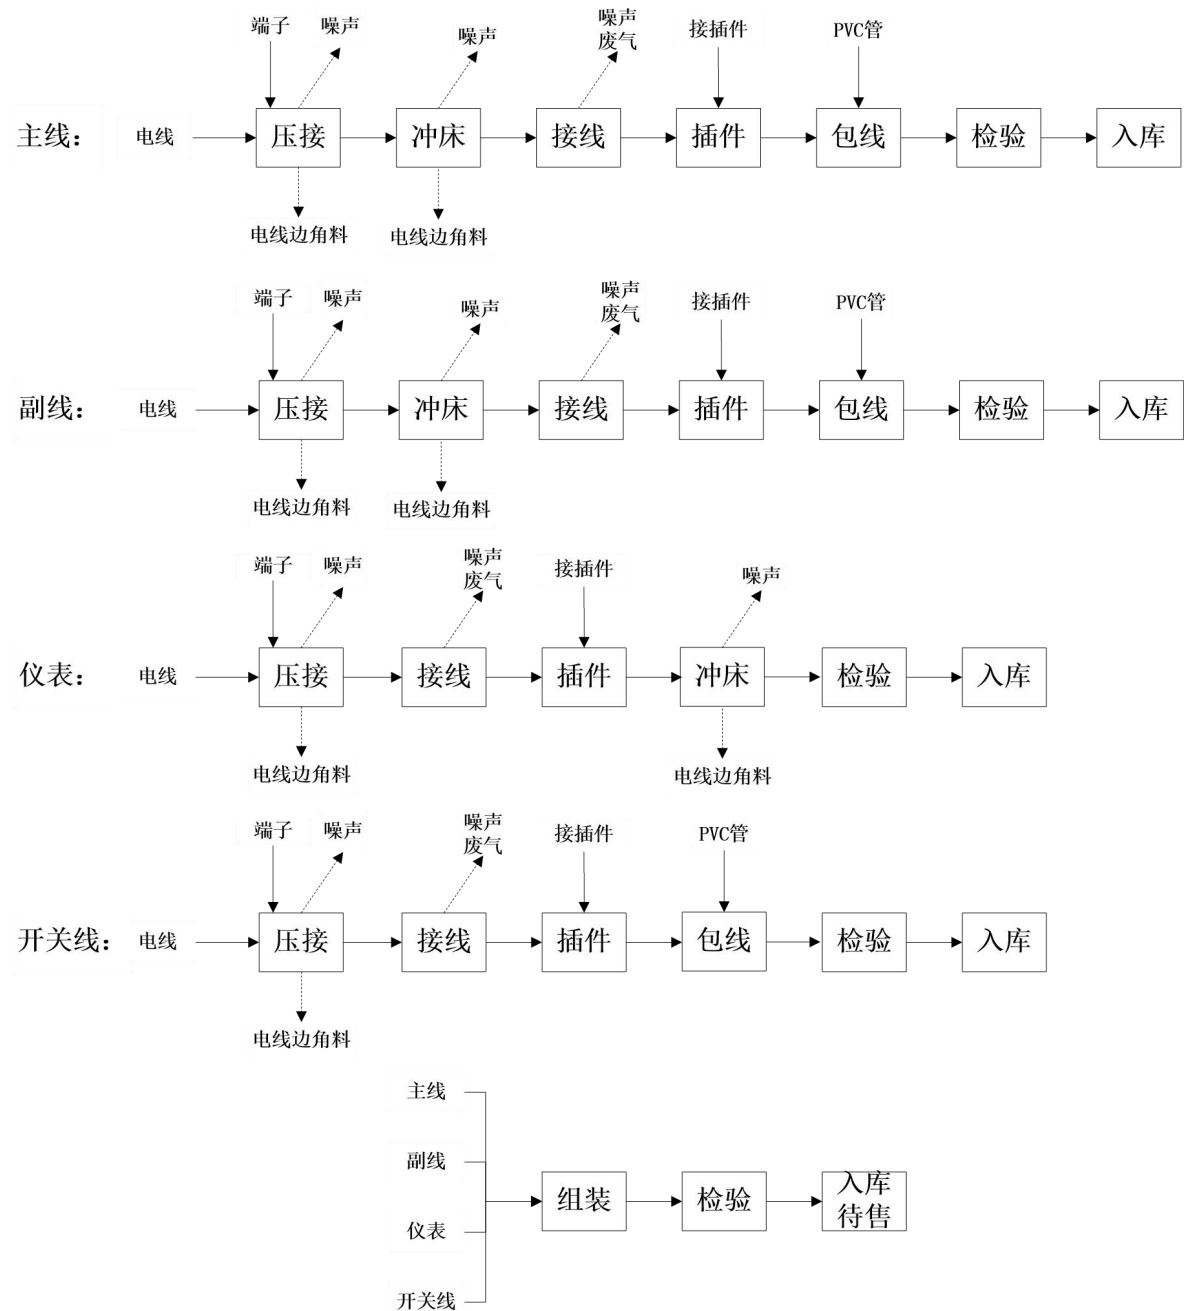 端子
噪声
噪声
噪声
废气
接插件
PVC管
主线：
电线
压接
冲床
接线
插件
包线
检验
入库
电线边角料
电线边角料
端子
噪声
噪声
噪声
废气
接插件
PVC管
副线：
电线
压接
冲床
接线
插件
包线
检验
入库
电线边角料
电线边角料
端子
噪声
噪声
废气
接插件
噪声
仪表：
电线
压接
接线
插件
冲床
检验
入库
电线边角料
电线边角料
端子
噪声
噪声
废气
接插件
PVC管
开关线：
电线
压接
接线
插件
包线
检验
入库
电线边角料
主线
副线
仪表
开关线
组装
检验
入库
待售